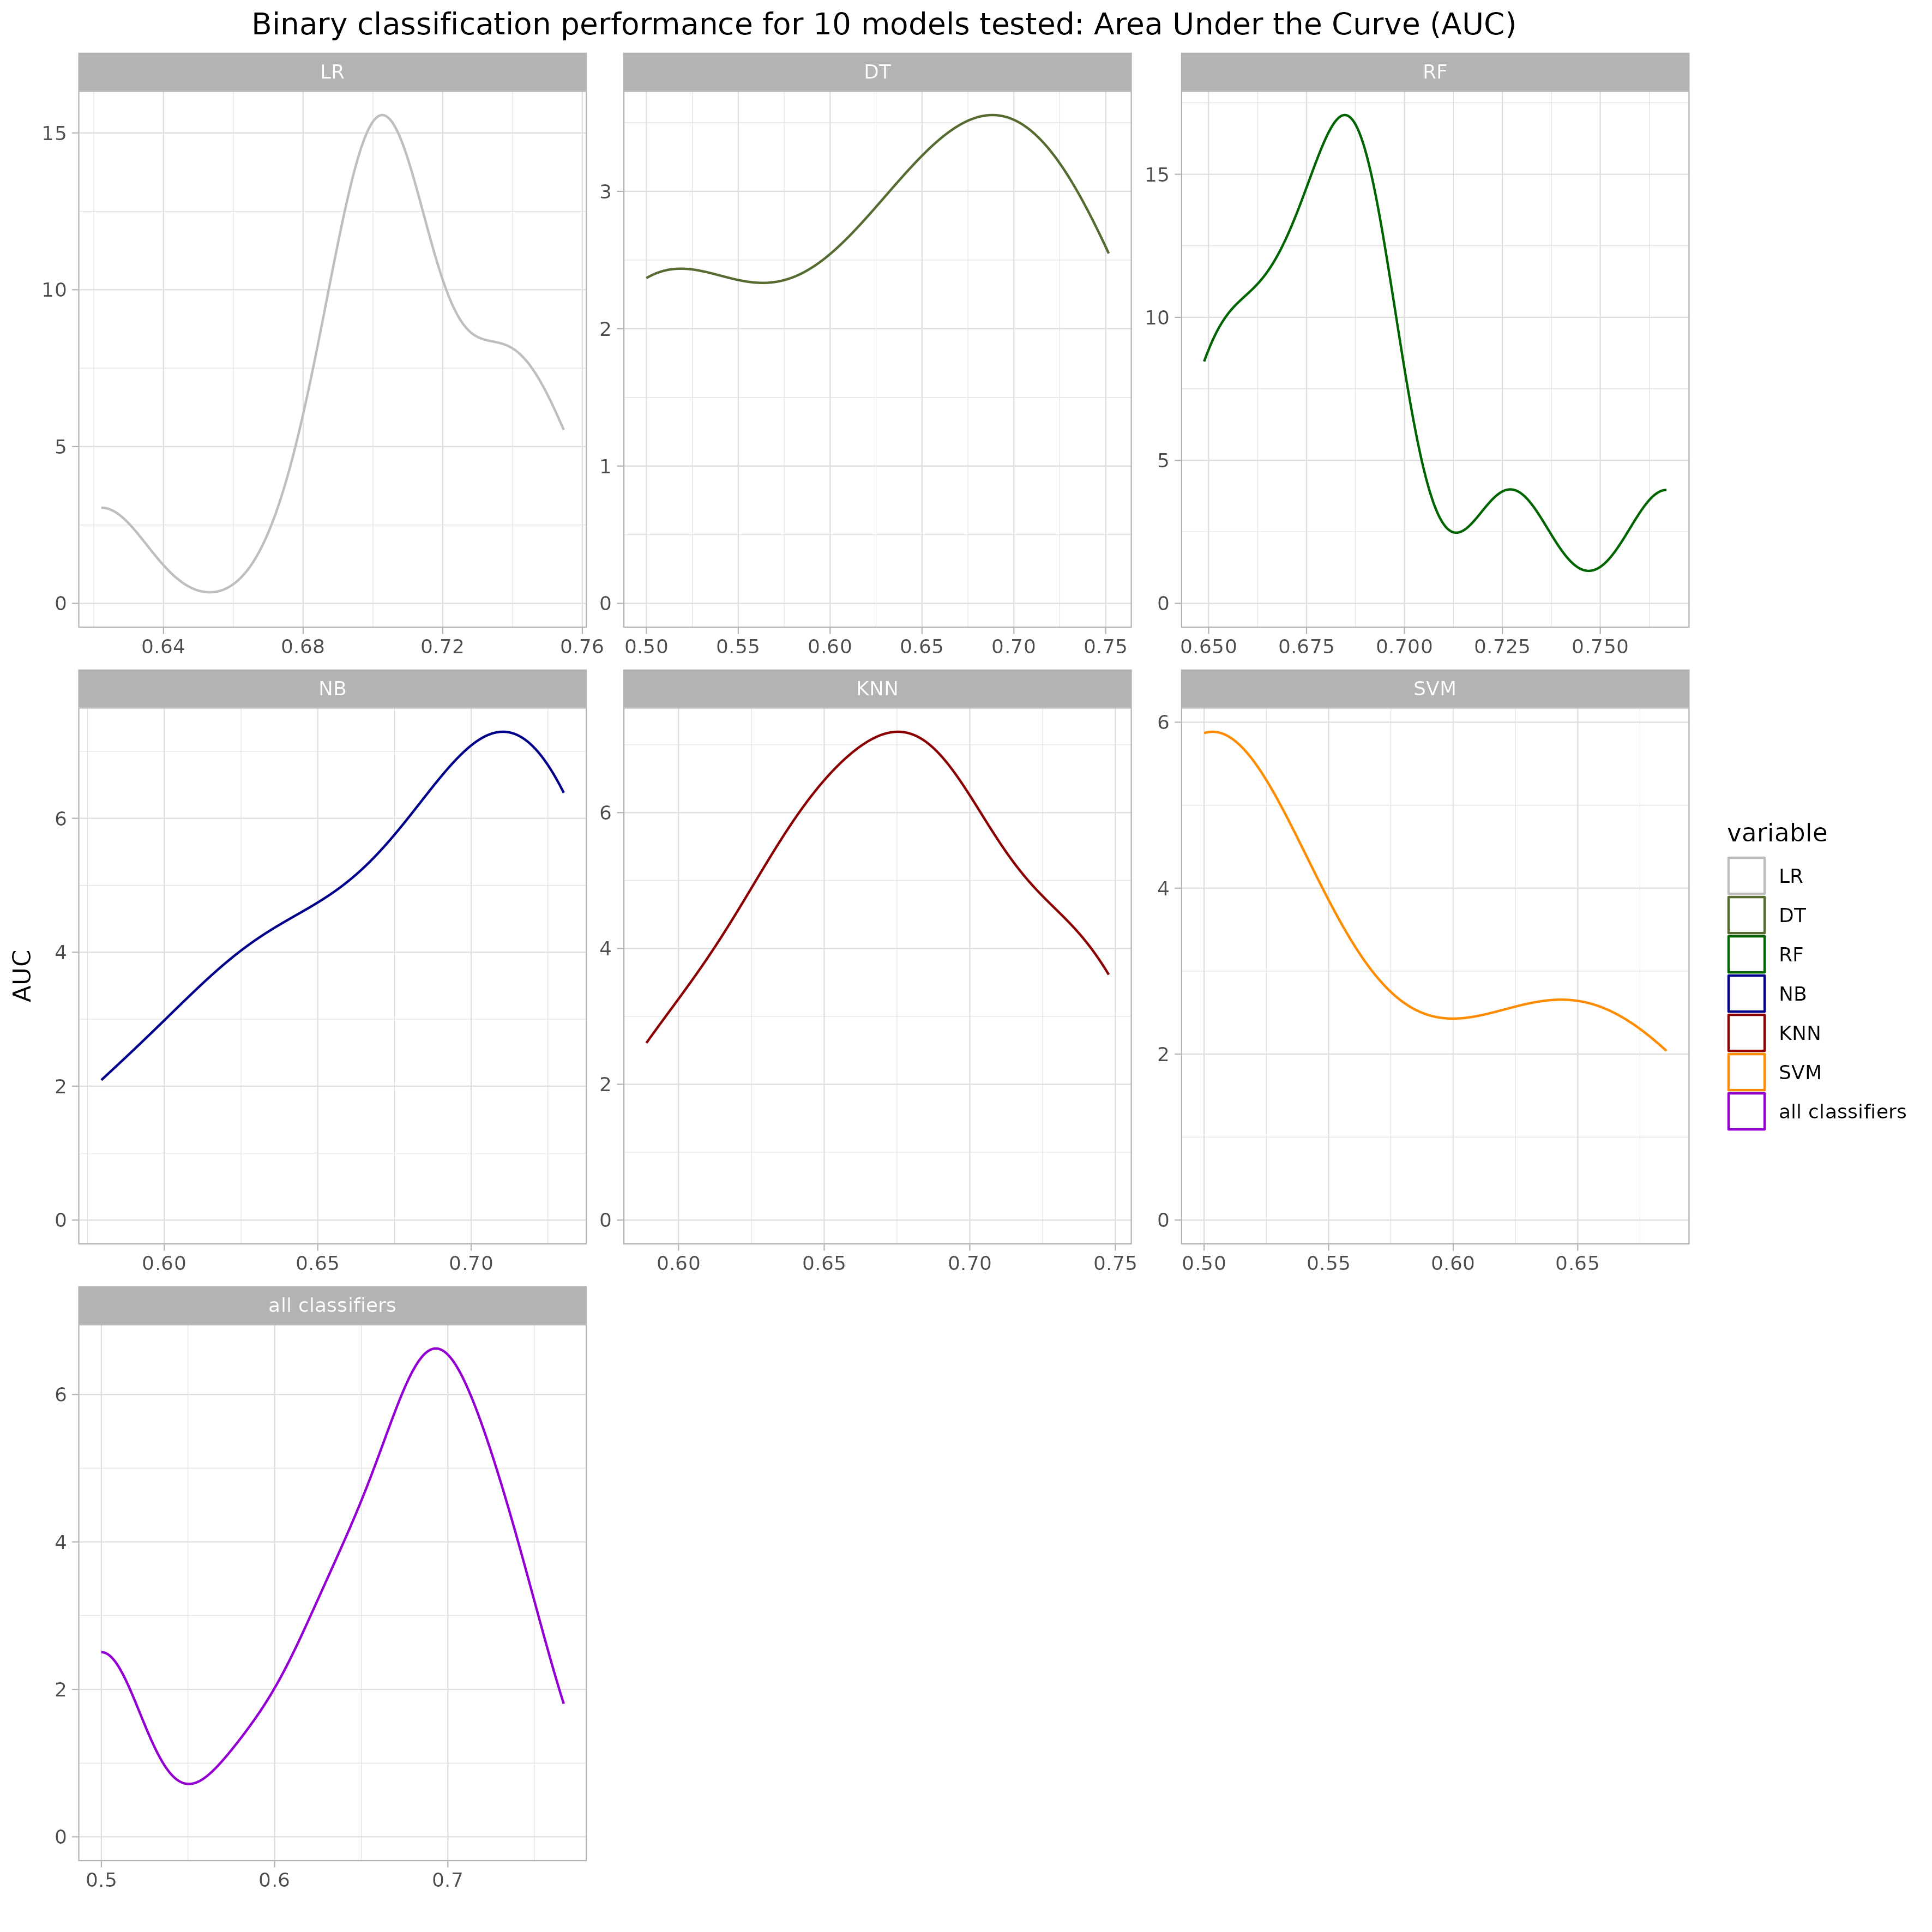 Binary classification performance for 10 models tested: Area Under the Curve (AUC)
LR
DT
RF
15
10
5
0
0.64 0.68 0.72 0.76
3
2
1
0
0.50 0.55 0.60 0.65 0.70 0.75
15
10
5
0
0.650 0.675 0.700 0.725 0.750
NB
KNN
SVM
6
4
2
0
0.60 0.65 0.70
6
4
2
0
0.60 0.65 0.70 0.75
6
4
2
0
0.50 0.55 0.60 0.65
AUC
all classifiers
6
4
2
0
0.5 0.6 0.7
variable
LR
DT
RF
NB
KNN
SVM
all classifiers